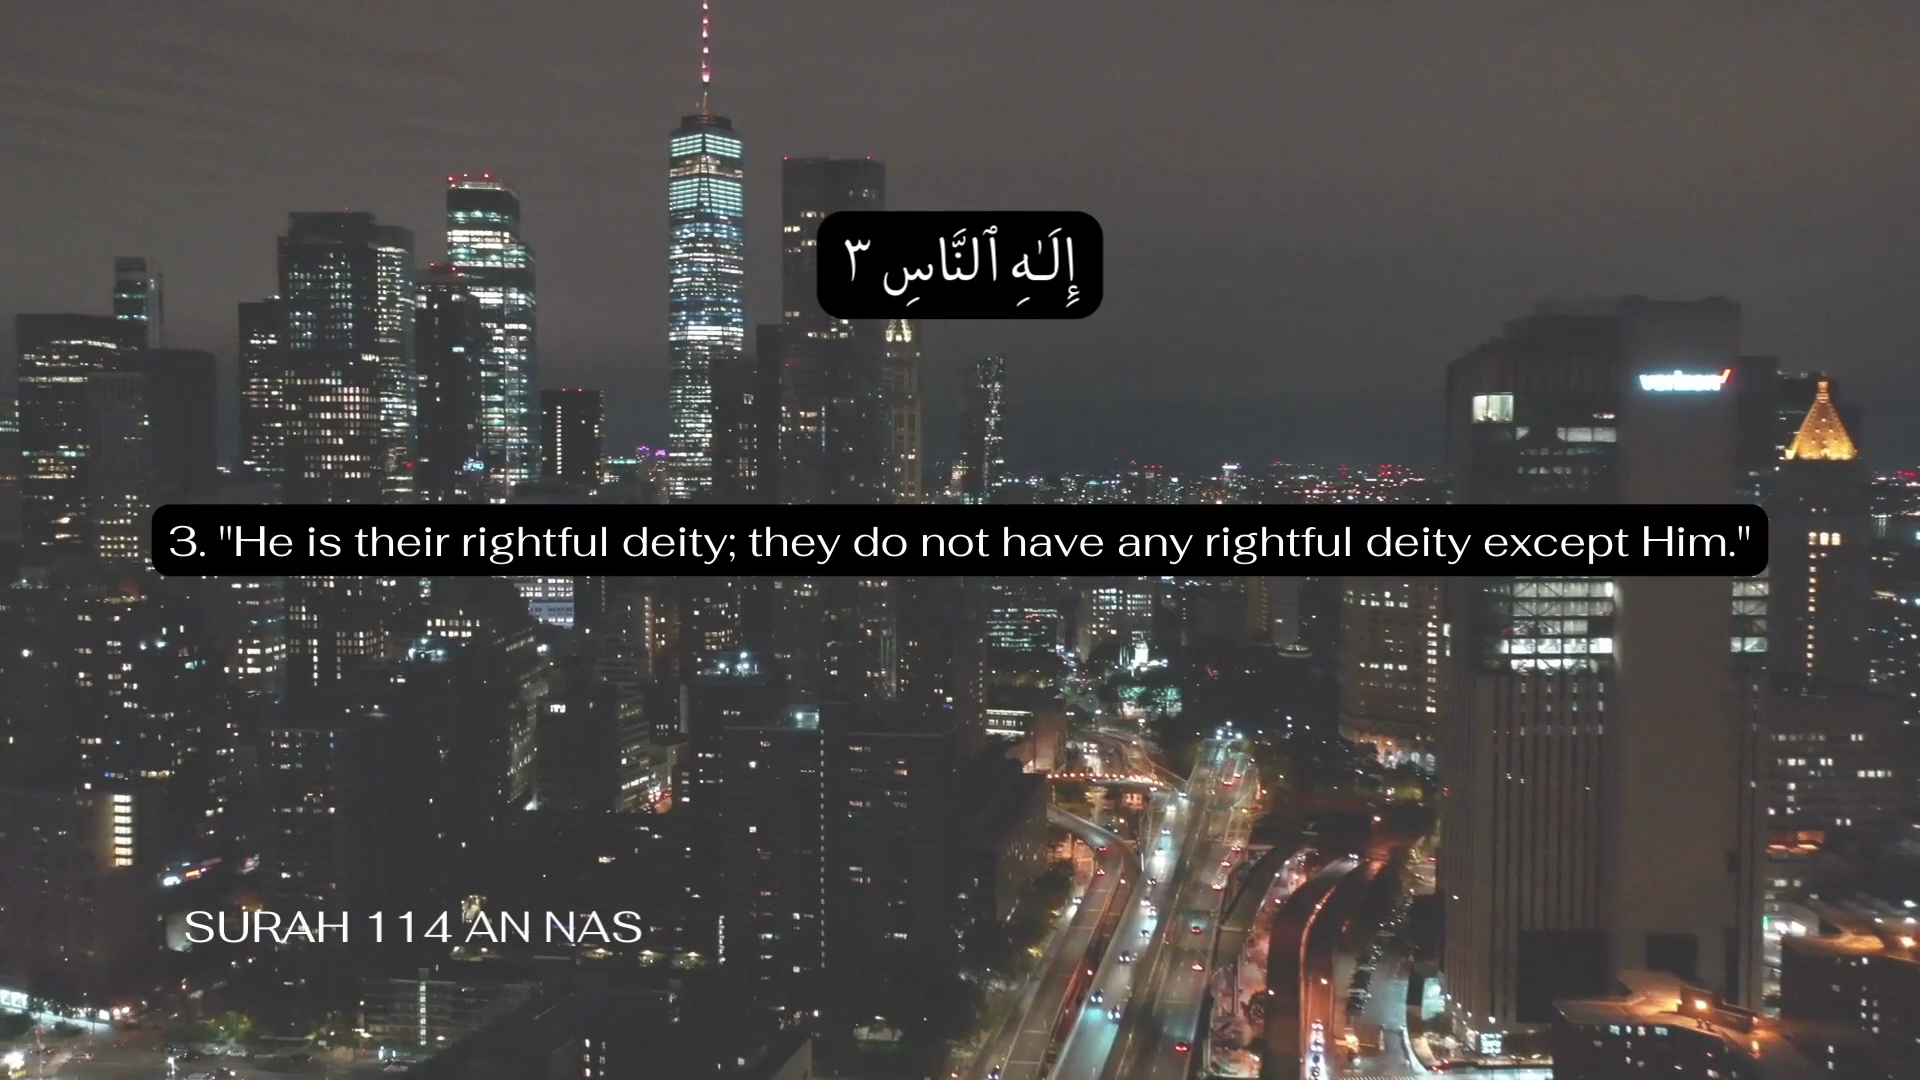 إِلَـٰهِ ٱلنَّاسِ ٣
verizon
3. "He is their rightful deity; they do not have any rightful deity except Him."
SURAH 114 AN NAS